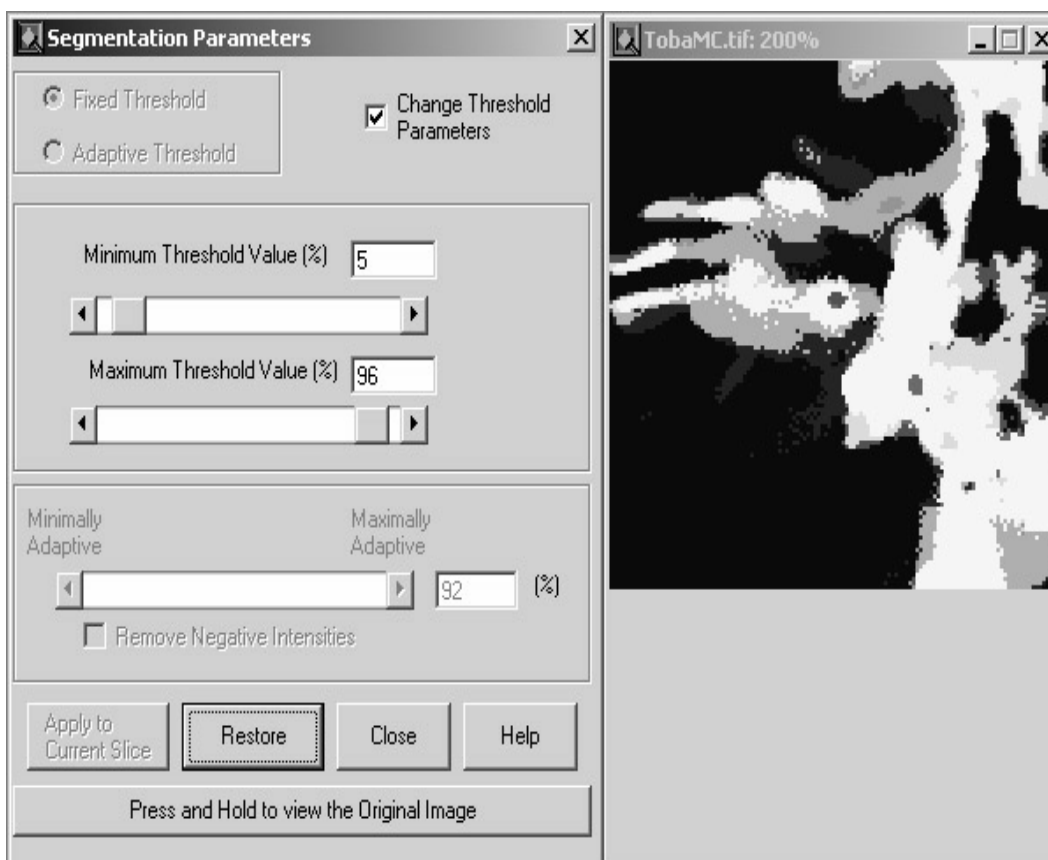 Segmentation Parameters
TobaMC.tif: 200%
Fixed Threshold
Adaptive Threshold
Change Threshold
Parameters
Minimum Threshold Value (%) 5
Maximum Threshold Value (%) 96
Minimally
Adaptive
Maximally
Adaptive
92 (%)
Remove Negative Intensities
Apply to
Current Slice
Restore
Close
Help
Press and Hold to view the Original Image